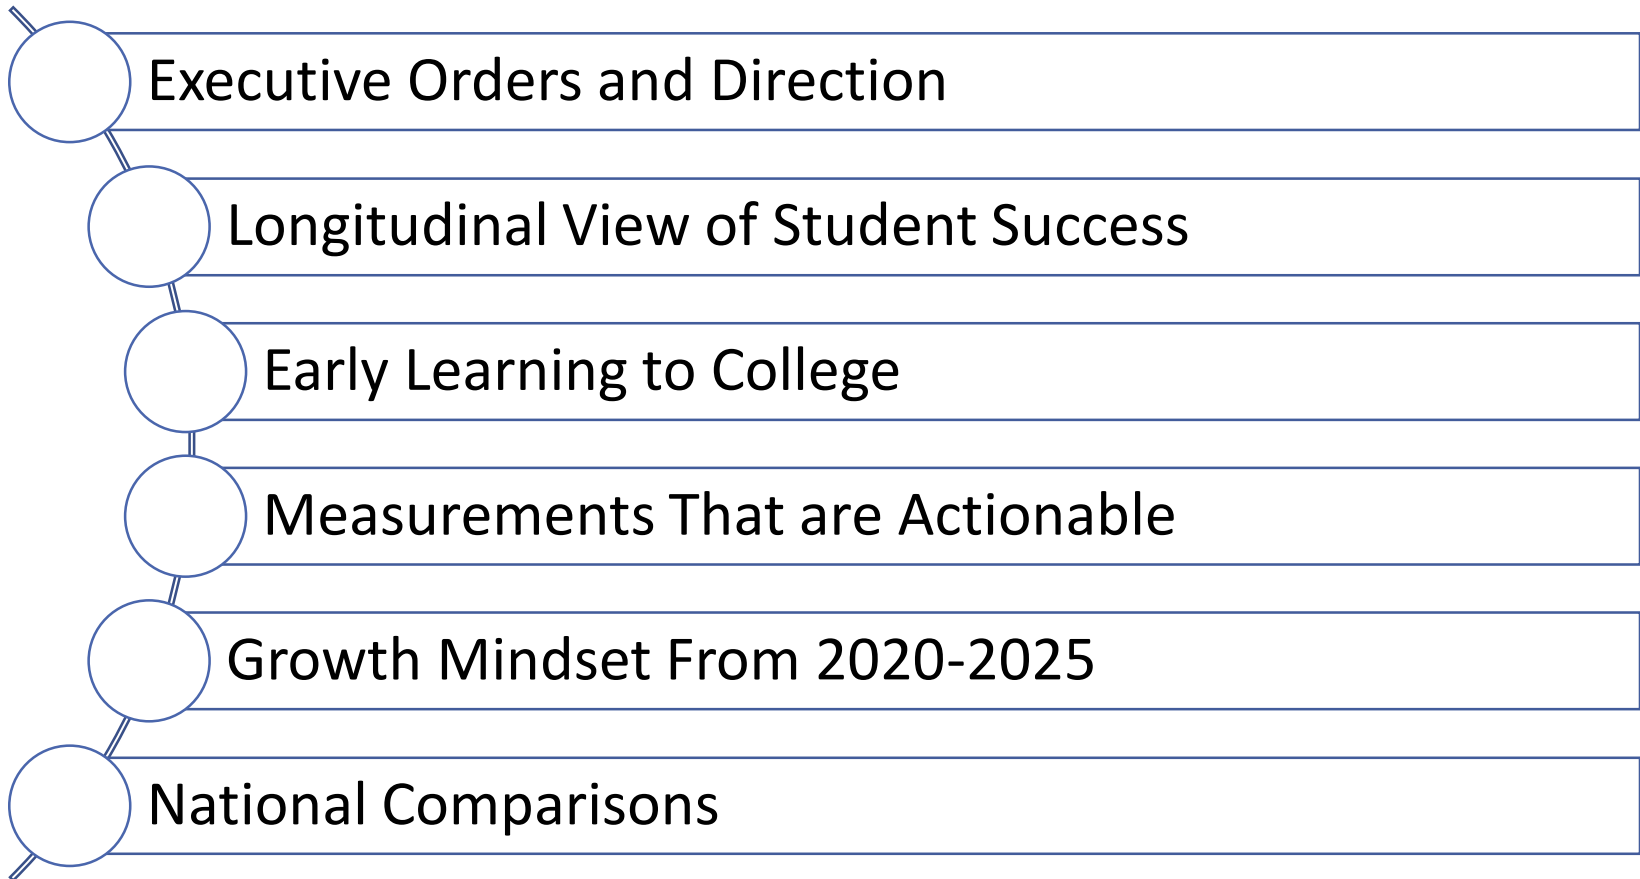 Executive Orders and Direction
Longitudinal View of Student Success
Early Learning to College
Measurements That are Actionable
Growth Mindset From 2020-2025
National Comparisons